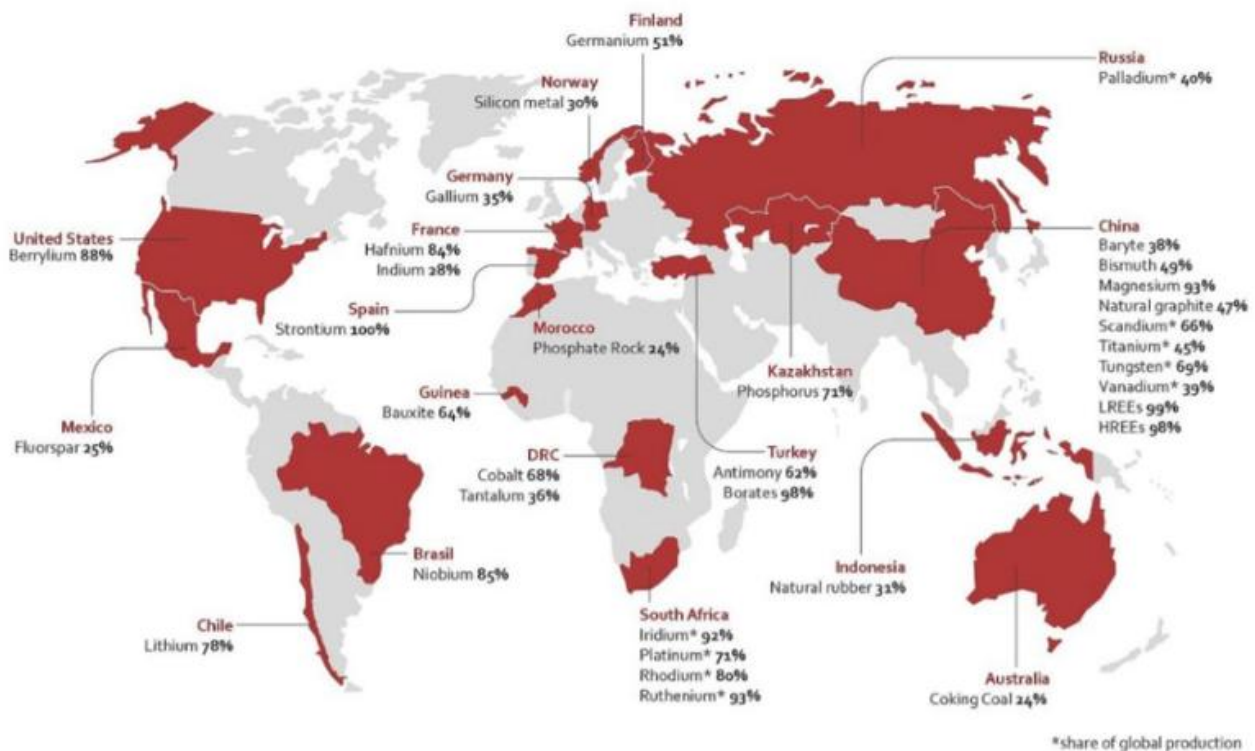 Finland
Germanium 51%
Norway
Silicon metal 30%
Germany
Gallium 35%
France
Hafnium 84%
Indium 28%
Spain
Strontium 100%
Russia
Palladium* 40%
United States
Berrylium 88%
Mexico
Fluorspar 25%
Morocco
Phosphate Rock 24%
Guinea
Bauxite 64%
Kazakhstan
Phosphorus 71%
China
Baryte 38%
Bismuth 49%
Magnesium 93%
Natural graphite 47%
Scandium* 66%
Titanium* 45%
Tungsten* 69%
Vanadium* 39%
LREEs 99%
HREEs 98%
DRC
Cobalt 68%
Tantalum 36%
Turkey
Antimony 62%
Borates 98%
Brasil
Niobium 85%
Chile
Lithium 78%
South Africa
Iridium* 92%
Platinum* 71%
Rhodium* 80%
Ruthenium* 93%
Indonesia
Natural rubber 31%
Australia
Coking Coal 24%
*share of global production